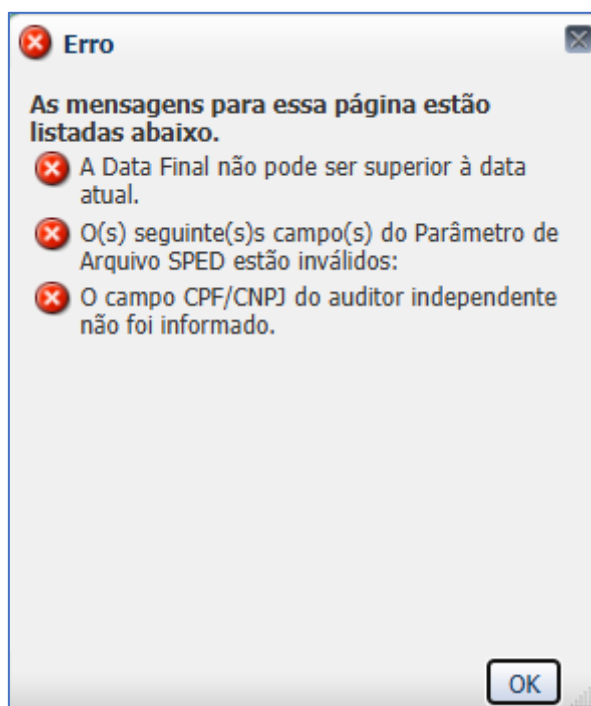 Erro
As mensagens para essa página estão
listadas abaixo.
A Data Final não pode ser superior à data
atual.
O(s) seguinte(s)s campo(s) do Parâmetro de
Arquivo SPED estão inválidos:
O campo CPF/CNPJ do auditor independente
não foi informado.
OK